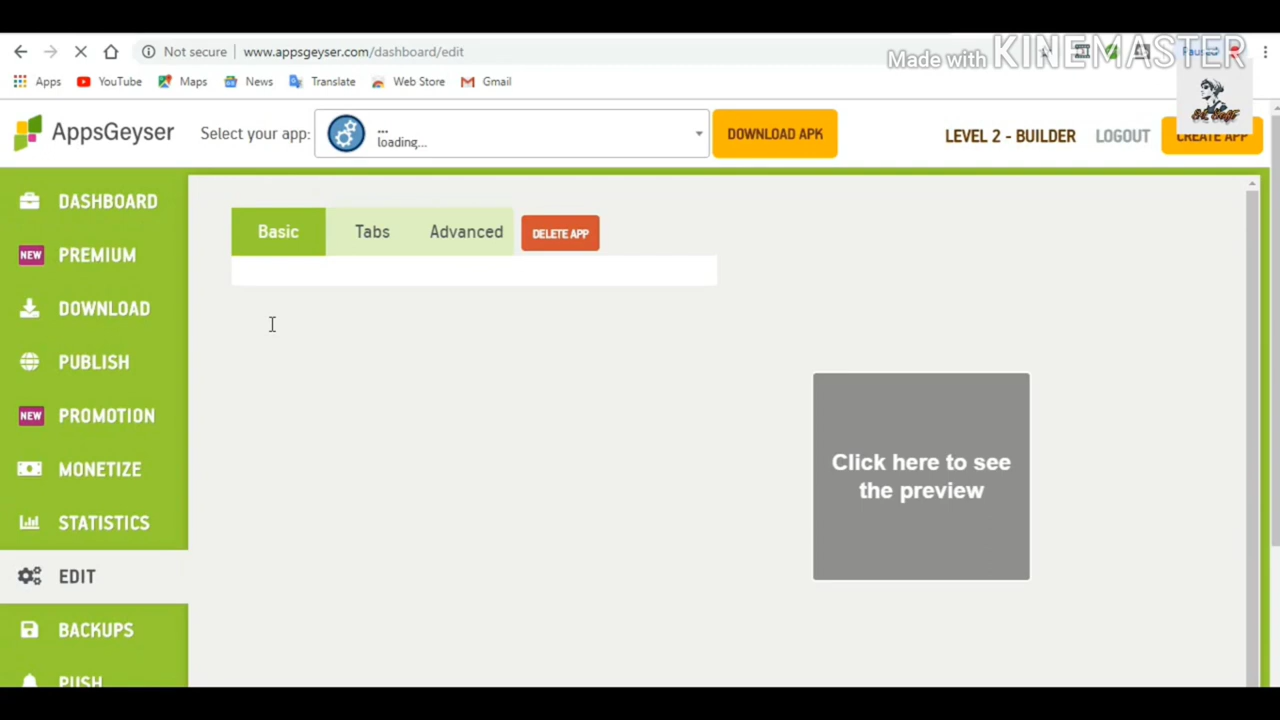 Not secure www.appsgeyser.com/dashboard/edit
Made with KINEMASTER
Apps YouTube Maps News Translate Web Store Gmail
AppsGeyser Select your app: ... loading... DOWNLOAD APK LEVEL 2 - BUILDER LOGOUT CREATE APP
DASHBOARD
Basic Tabs Advanced DELETE APP
NEW PREMIUM
DOWNLOAD
PUBLISH
NEW PROMOTION
Click here to see
the preview
MONETIZE
STATISTICS
EDIT
BACKUPS
PUSH